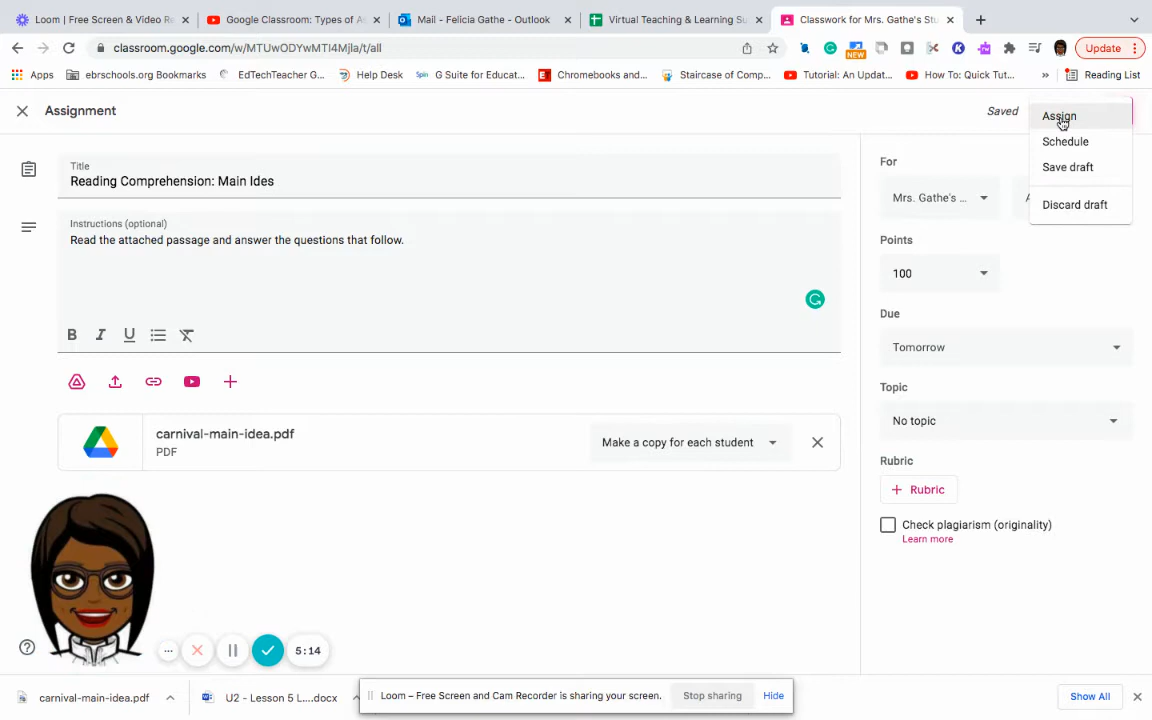 Loom | Free Screen & Video Re
Google Classroom: Types of As
Mail - Felicia Gathe - Outlook
Virtual Teaching & Learning Su
Classwork for Mrs. Gathe's Stu
classroom.google.com/w/MTUwODYwMTI4Mjla/t/all
NEW
Update
Apps
ebrschools.org Bookmarks
EdTechTeacher G...
Help Desk
Spin
G Suite for Educat...
ET
Chromebooks and...
Staircase of Comp...
Tutorial: An Updat...
How To: Quick Tut...
»
Reading List
Assignment
Saved
Assign
Schedule
Save draft
Discard draft
Title
Reading Comprehension: Main Ides
Instructions (optional)
Read the attached passage and answer the questions that follow.
B I U
carnival-main-idea.pdf
PDF
Make a copy for each student
For
Mrs. Gathe's ...
Points
100
Due
Tomorrow
Topic
No topic
Rubric
+ Rubric
Check plagiarism (originality)
Learn more
5:14
carnival-main-idea.pdf
U2 - Lesson 5 L....docx
Loom – Free Screen and Cam Recorder is sharing your screen.
Stop sharing
Hide
Show All